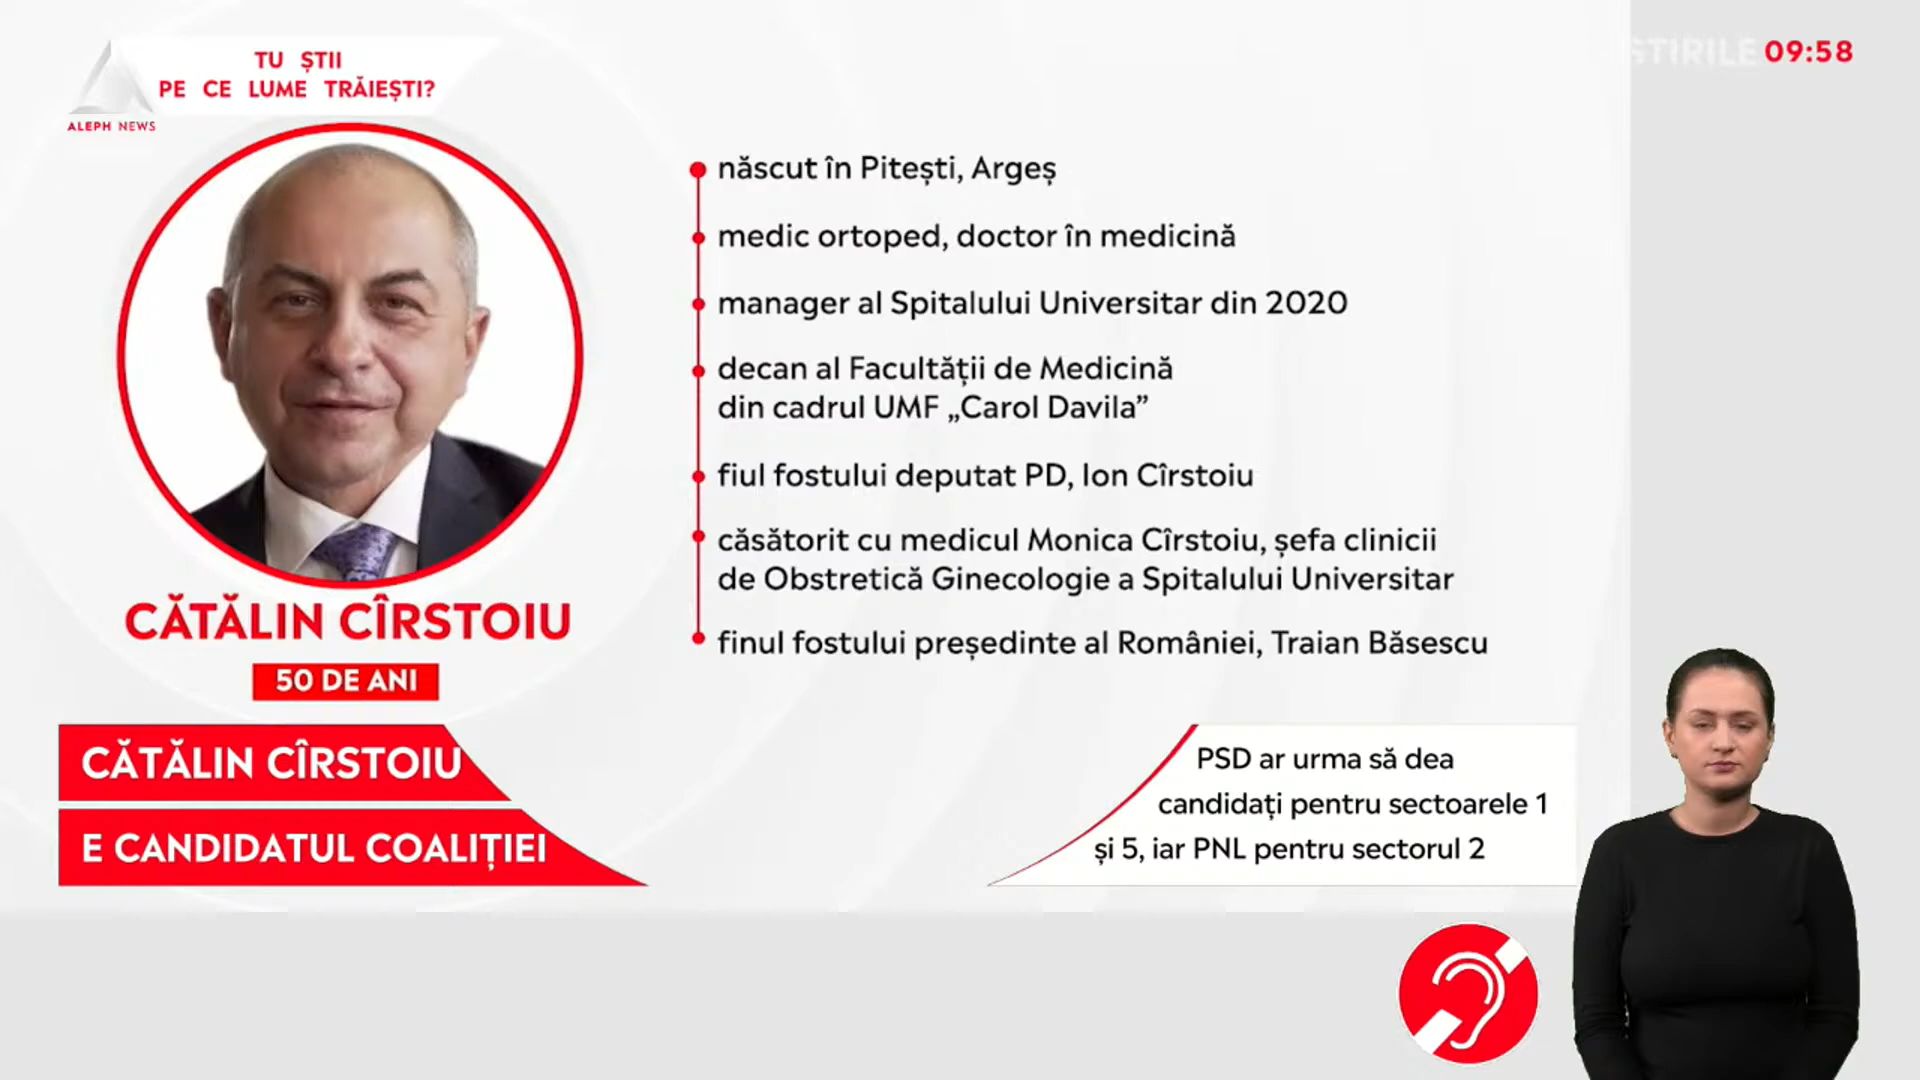 TU ȘTII
PE CE LUME TRĂIEȘTI?
ALEPH NEWS
ȘTIRILE 09:58
născut în Pitești, Argeș
medic ortoped, doctor în medicină
manager al Spitalului Universitar din 2020
decan al Facultății de Medicină
din cadrul UMF „Carol Davila”
fiul fostului deputat PD, Ion Cîrstoiu
căsătorit cu medicul Monica Cîrstoiu, șefa clinicii
de Obstretică Ginecologie a Spitalului Universitar
finul fostului președinte al României, Traian Băsescu
CĂTĂLIN CÎRSTOIU
50 DE ANI
CĂTĂLIN CÎRSTOIU
E CANDIDATUL COALIȚIEI
PSD ar urma să dea
candidați pentru sectoarele 1
și 5, iar PNL pentru sectorul 2